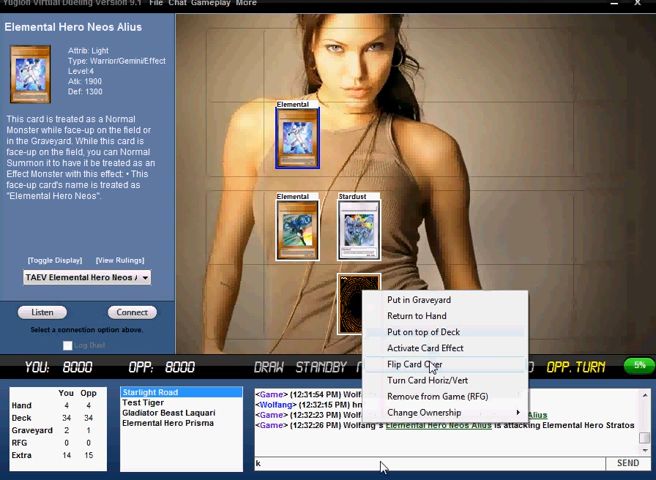 Yugioh Virtual Dueling Version 9.1 File Chat Gameplay More
Elemental Hero Neos Alius
Attrib: Light
Type: Warrior/Gemini/Effect
Level:4
Atk: 1900
Def: 1300
This card is treated as a Normal
Monster while face-up on the field or
in the Graveyard. While this card is
face-up on the field, you can Normal
Summon it to have it be treated as an
Effect Monster with this effect: • This
face-up card's name is treated as
"Elemental Hero Neos".
[Toggle Display] [View Rulings]
TAEV Elemental Hero Neos
Listen Connect
Select a connection option above.
Log Duel
Elemental
Elemental
Stardust
Put in Graveyard
Return to Hand
Put on top of Deck
Activate Card Effect
Flip Card Over
Turn Card Horiz/Vert
Remove from Game (RFG)
Change Ownership
YOU: 8000 OPP: 8000 DRAW STANDBY OPP.TURN 5%
You Opp
Hand 4 4
Deck 34 34
Graveyard 2 1
RFG 0 0
Extra 14 15
Starlight Road
Test Tiger
Gladiator Beast Laquari
Elemental Hero Prisma
<Game> (12:31:54 PM)
<Wolfang> (12:32:15 PM)
<Game> (12:32:23 PM) Alius
<Game> (12:32:26 PM) Wolfang's Elemental Hero Neos Alius is attacking Elemental Hero Stratos
k
SEND